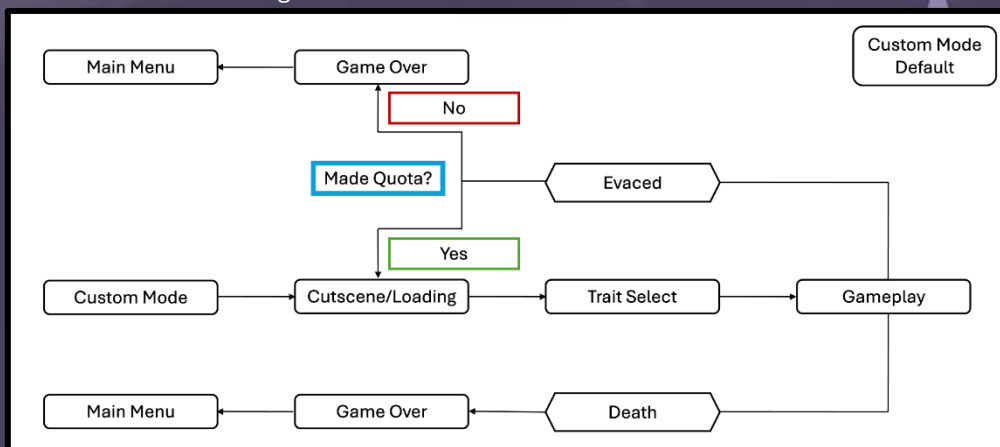 Custom Mode
Default
Main Menu
Game Over
No
Made Quota?
Evaced
Yes
Custom Mode
Cutscene/Loading
Trait Select
Gameplay
Main Menu
Game Over
Death